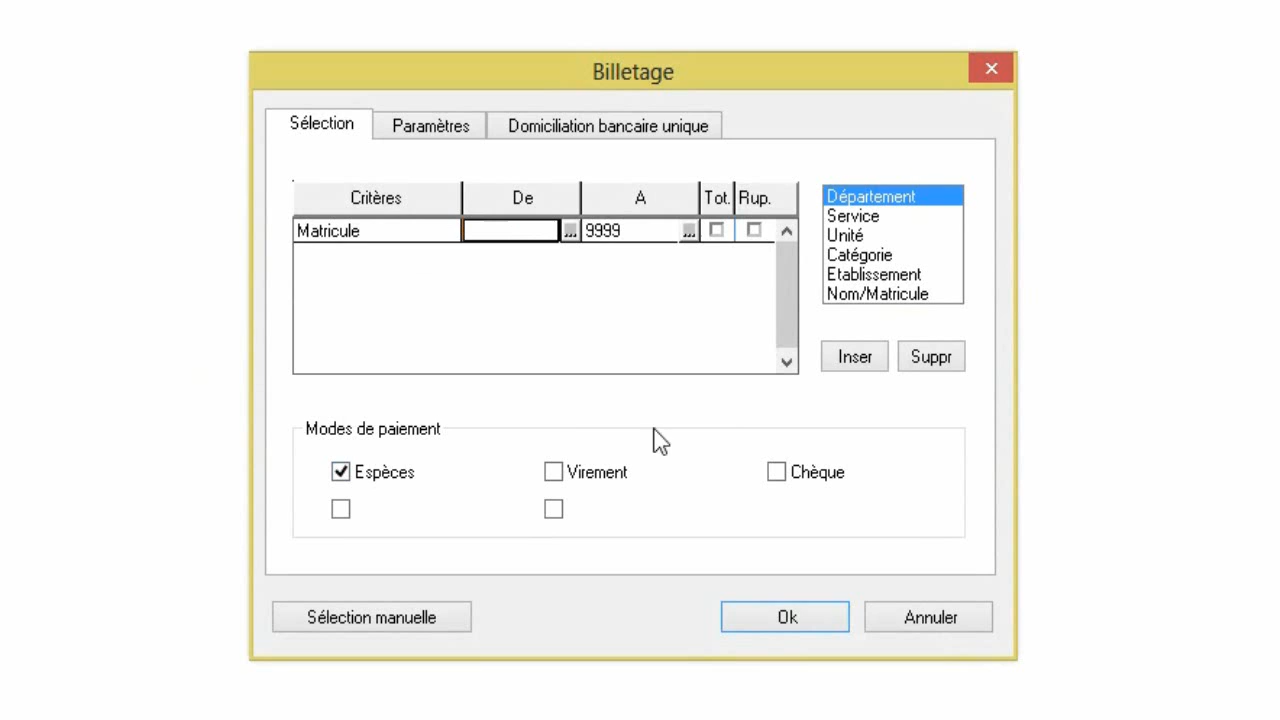 Billetage
Sélection Paramètres Domiciliation bancaire unique
Critères De A Tot. Rup.
Matricule ... 9999 ...
Département
Service
Unité
Catégorie
Etablissement
Nom/Matricule
Inser Suppr
Modes de paiement
Espèces Virement Chèque
Sélection manuelle Ok Annuler